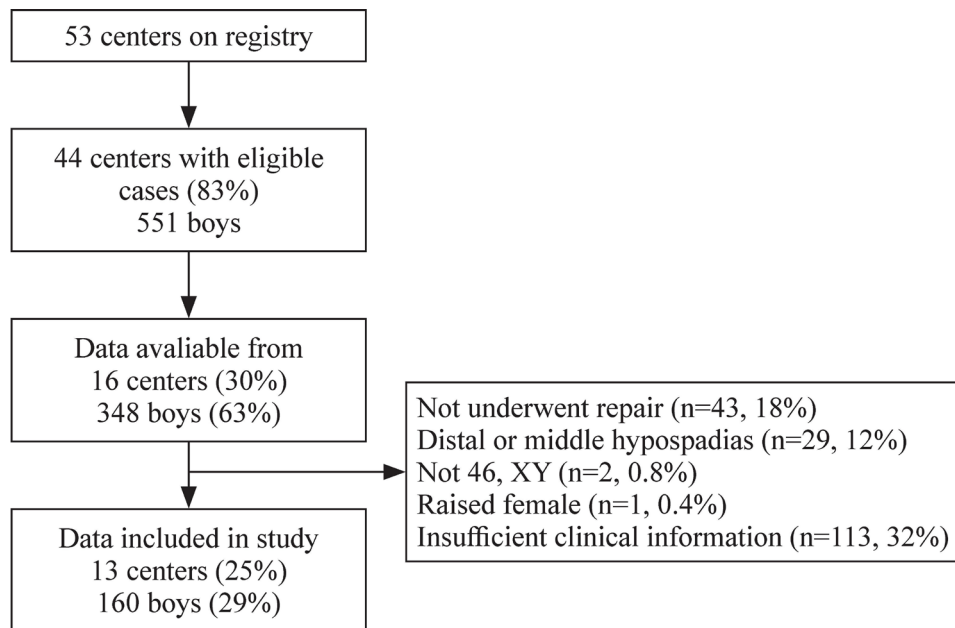 53 centers on registry
44 centers with eligible
cases (83%)
551 boys
Data avaliable from
16 centers (30%)
348 boys (63%)
Not underwent repair (n=43, 18%)
Distal or middle hypospadias (n=29, 12%)
Not 46, XY (n=2, 0.8%)
Raised female (n=1, 0.4%)
Insufficient clinical information (n=113, 32%)
Data included in study
13 centers (25%)
160 boys (29%)